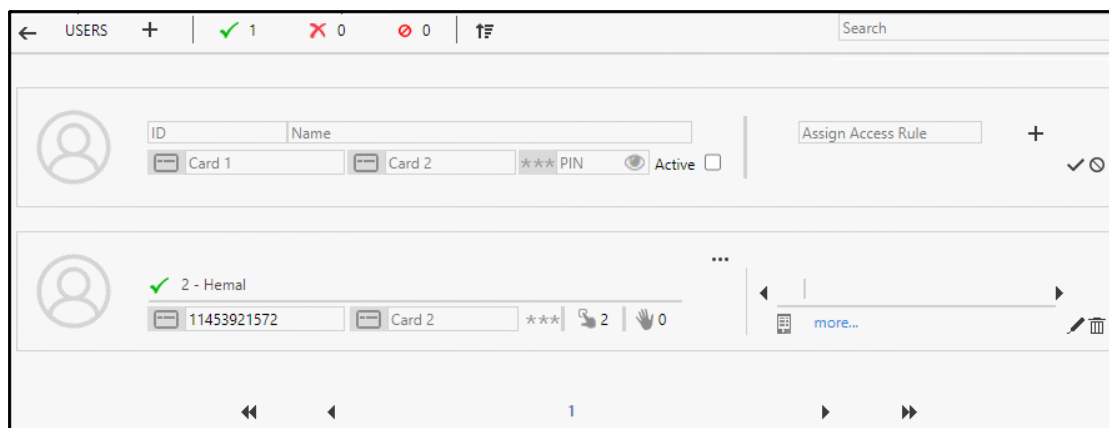 USERS 1 0 0 Search
ID Name Assign Access Rule
Card 1 Card 2 *** PIN Active
...
2 - Hemal
11453921572 Card 2 *** 2 0
more...
1